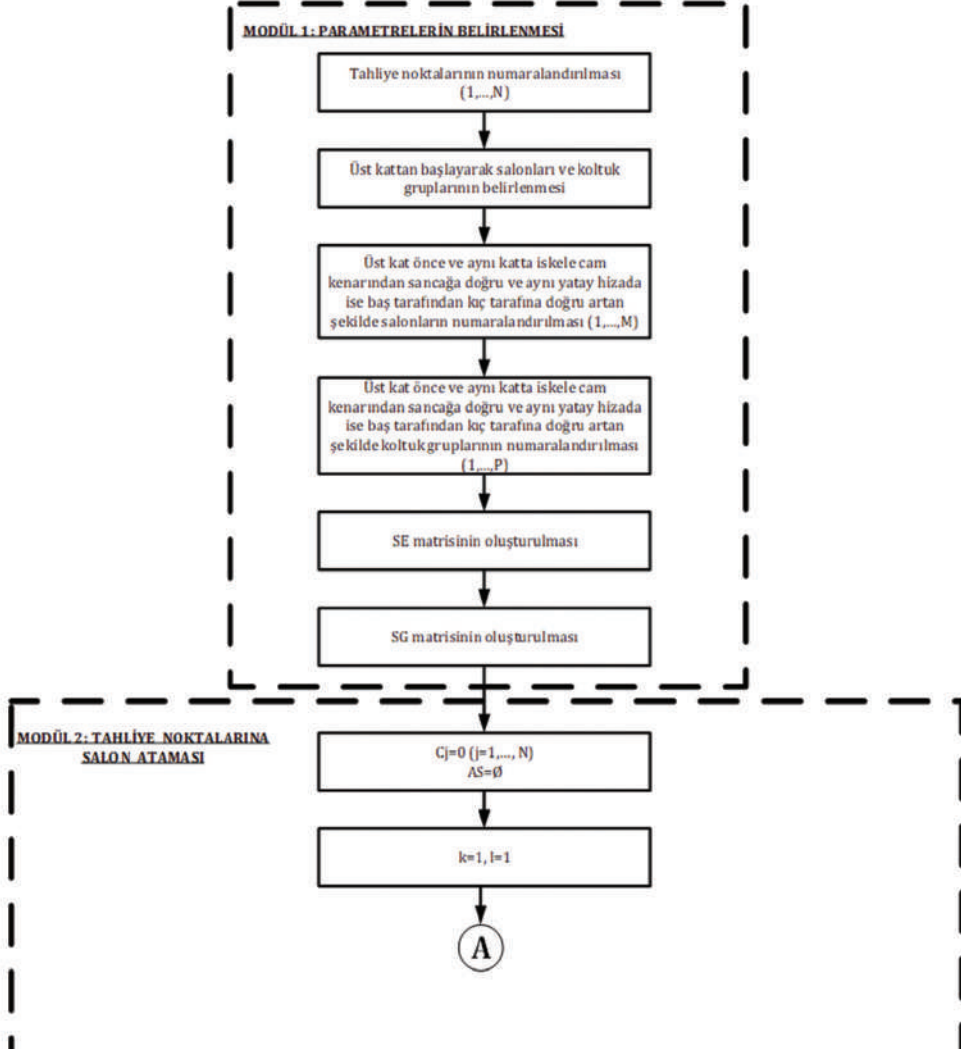 MODÜL 1: PARAMETRELERİN BELİRLENMESİ
Tahliye noktalarının numaralandırılması
(1,...,N)
Üst kattan başlayarak salonları ve koltuk
gruplarının belirlenmesi
Üst kat önce ve aynı katta iskele cam
kenarından sancağa doğru ve aynı yatay hizada
ise baş tarafından kıç tarafına doğru artan
şekilde salonların numaralandırılması (1,...,M)
Üst kat önce ve aynı katta iskele cam
kenarından sancağa doğru ve aynı yatay hizada
ise baş tarafından kıç tarafına doğru artan
şekilde koltuk gruplarının numaralandırılması
(1,...,P)
SE matrisinin oluşturulması
SG matrisinin oluşturulması
MODÜL 2: TAHLİYE NOKTALARINA
SALON ATAMASI
Cj=0 (j=1,..., N)
AS=Ø
k=1, l=1
A